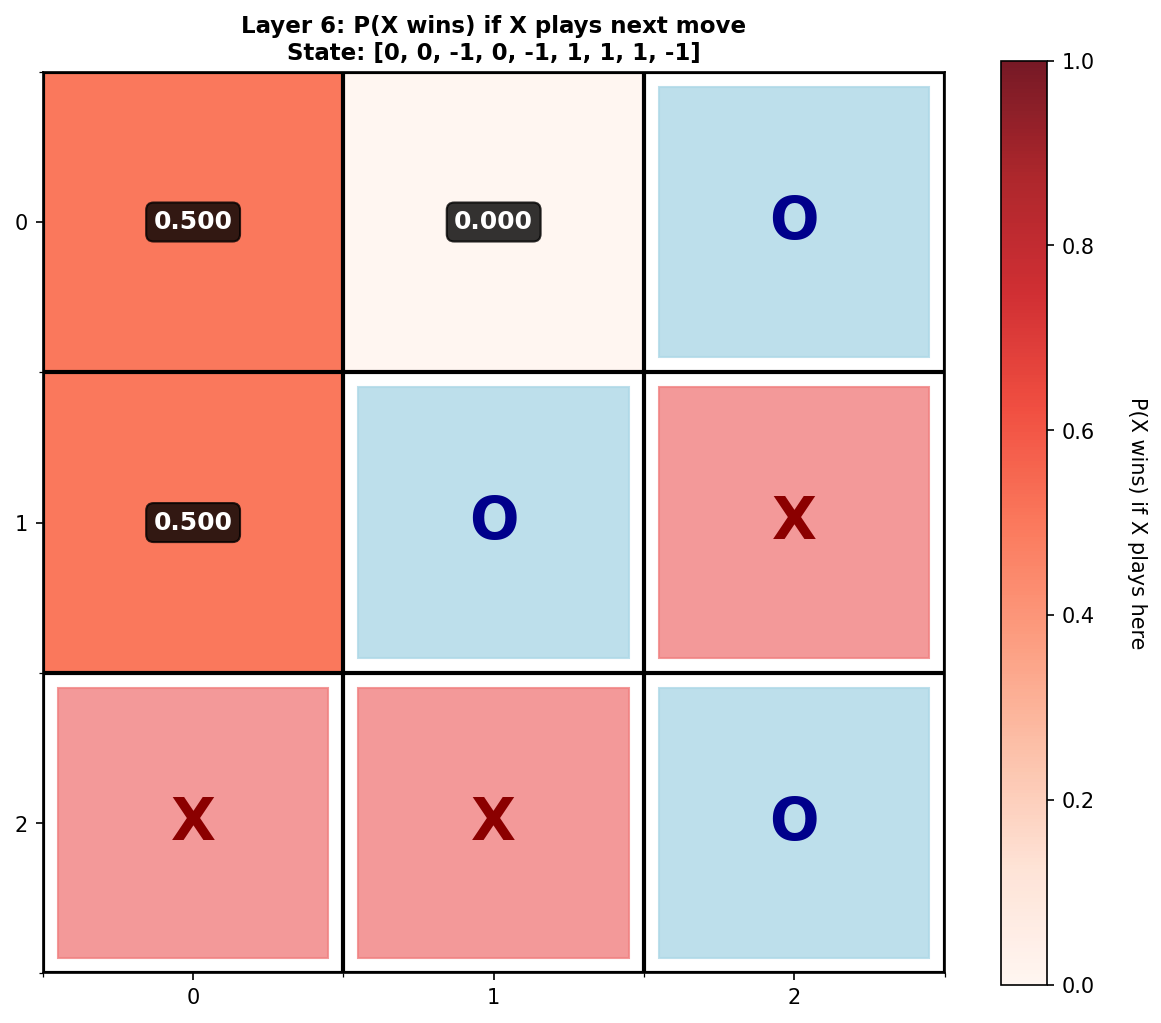 Layer 6: P(X wins) if X plays next move
State: [0, 0, -1, 0, -1, 1, 1, 1, -1]
0.500
0.000
O
0.500
O
X
X
X
O
0
1
2
0
1
2
1.0
0.8
0.6
0.4
0.2
0.0
P(X wins) if X plays here